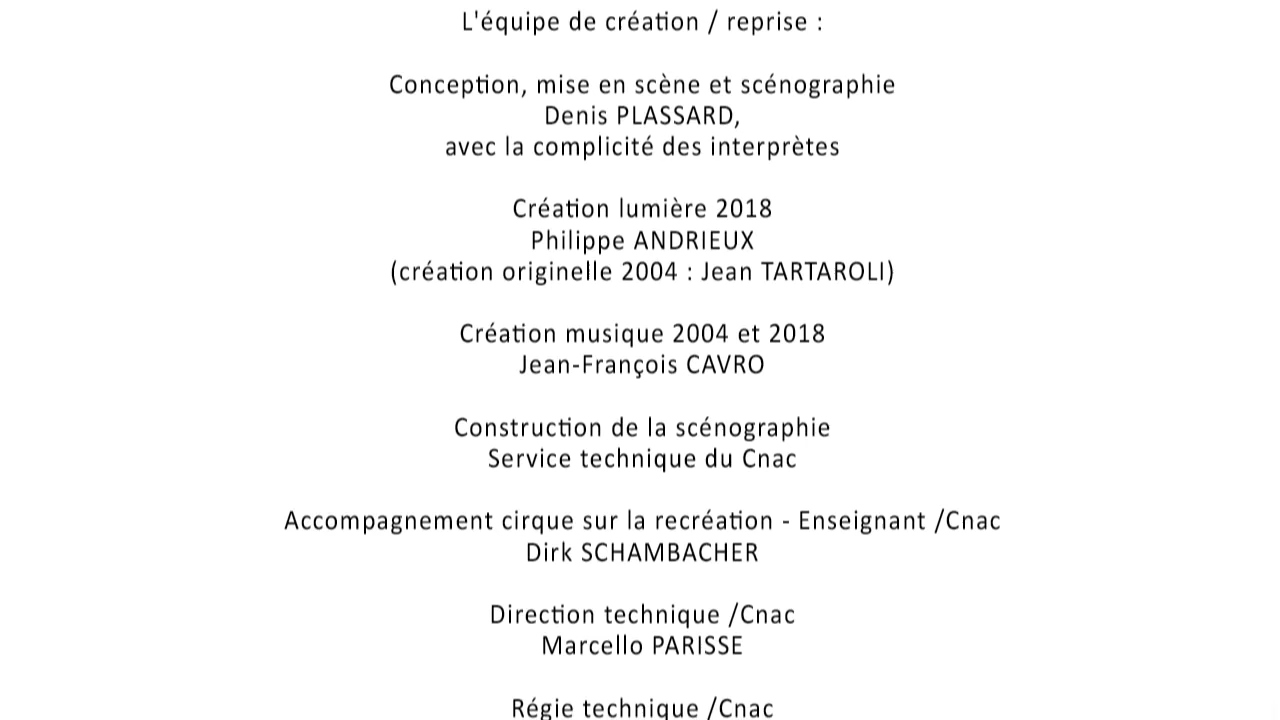 L'équipe de création / reprise :
Conception, mise en scène et scénographie
Denis PLASSARD,
avec la complicité des interprètes
Création lumière 2018
Philippe ANDRIEUX
(création originelle 2004 : Jean TARTAROLI)
Création musique 2004 et 2018
Jean-François CAVRO
Construction de la scénographie
Service technique du Cnac
Accompagnement cirque sur la recréation - Enseignant /Cnac
Dirk SCHAMBACHER
Direction technique /Cnac
Marcello PARISSE
Régie technique /Cnac